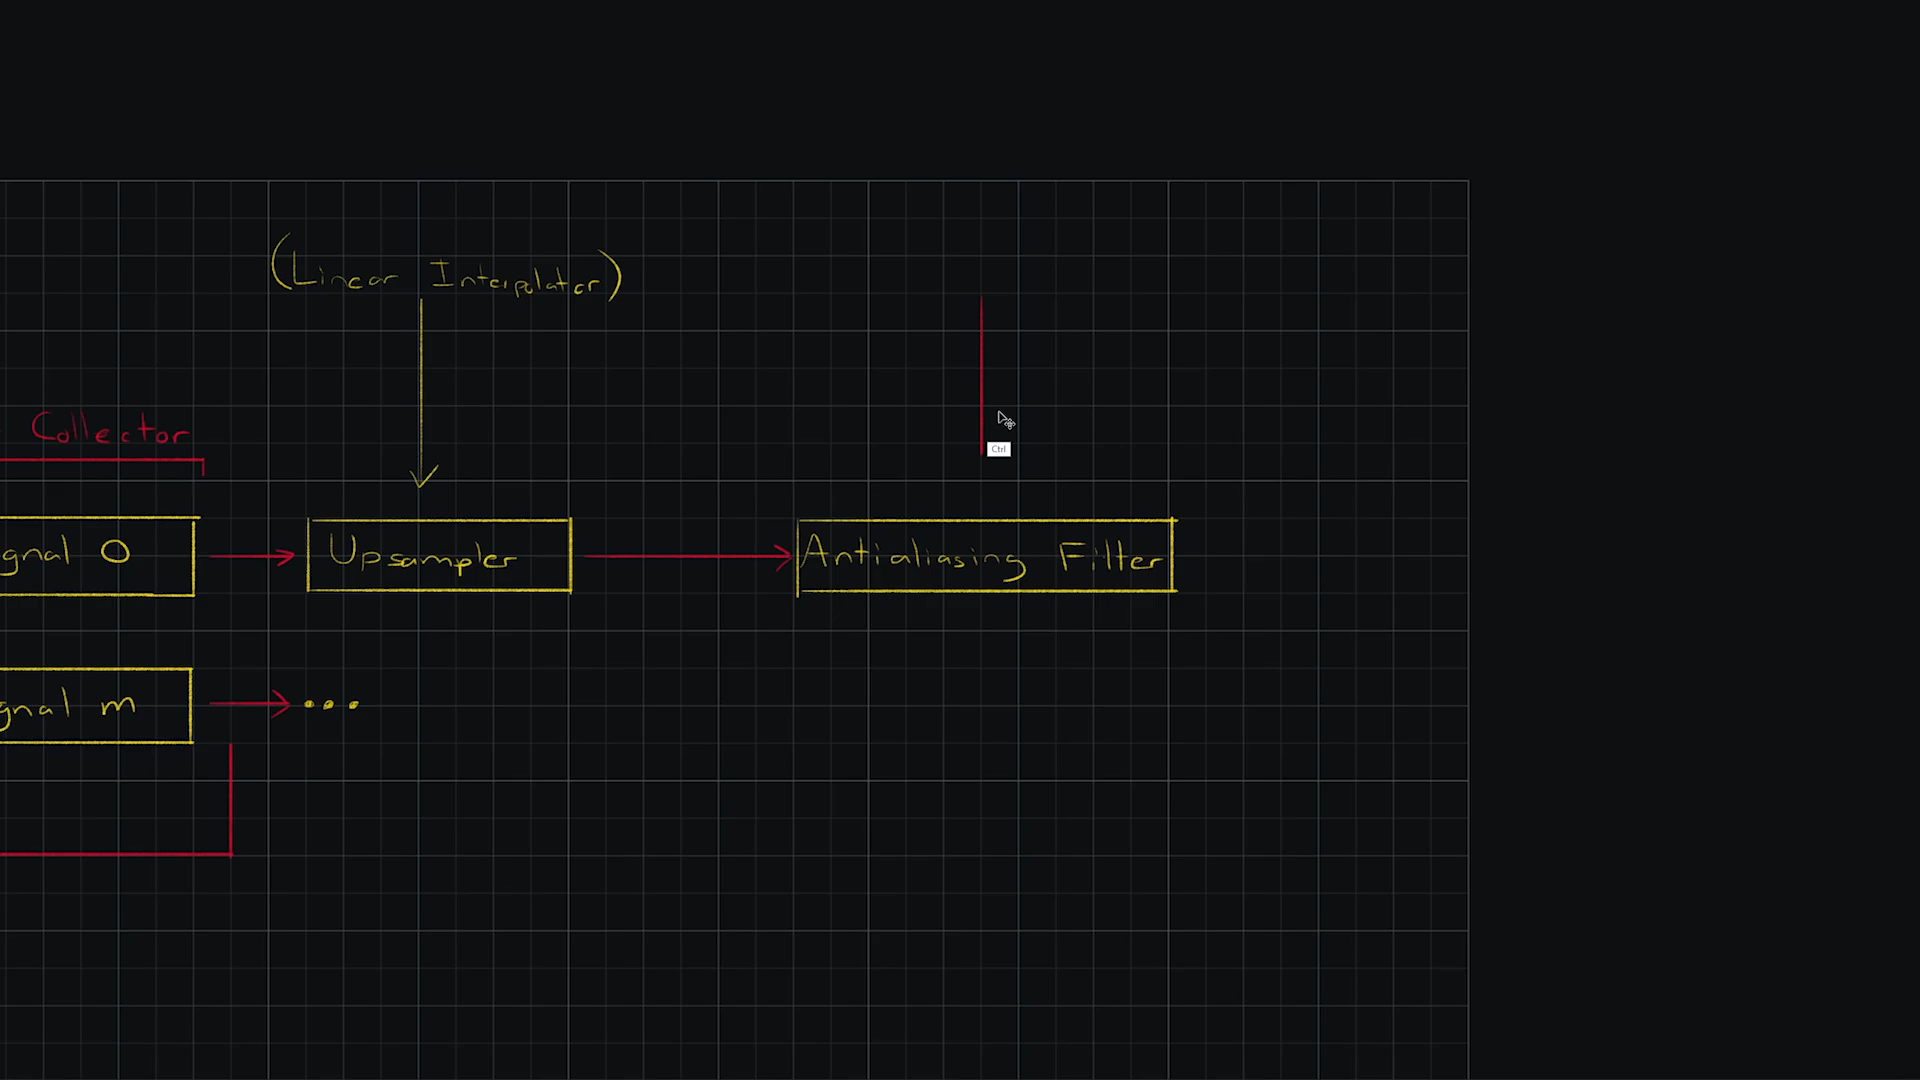 (Linear Interpolator)
Collector
Ctrl
gnal 0
Upsampler
Antialiasing Filter
gnal m
...